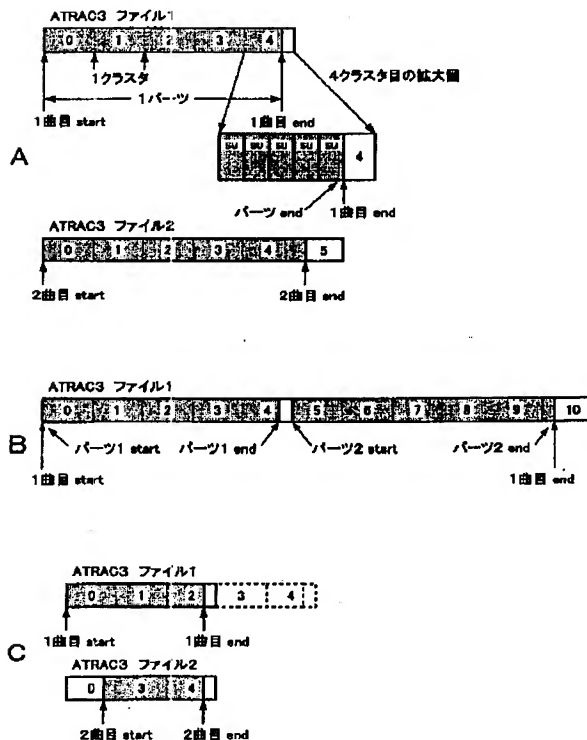 ATRAC3 ファイル1
0 1 2 3 4
1クラスタ
4クラスタ目の拡大図
1パーツ
1曲目 start
1曲目 end
A
SU SU SU SU SU 4
パーツ end
1曲目 end
ATRAC3 ファイル2
0 1 2 3 4 5
2曲目 start
2曲目 end
ATRAC3 ファイル1
0 1 2 3 4 5 6 7 8 9 10
B
パーツ1 start
パーツ1 end
パーツ2 start
パーツ2 end
1曲目 start
1曲目 end
ATRAC3 ファイル1
0 1 2 3 4
1曲目 start
1曲目 end
C
ATRAC3 ファイル2
0 3 4
2曲目 start
2曲目 end